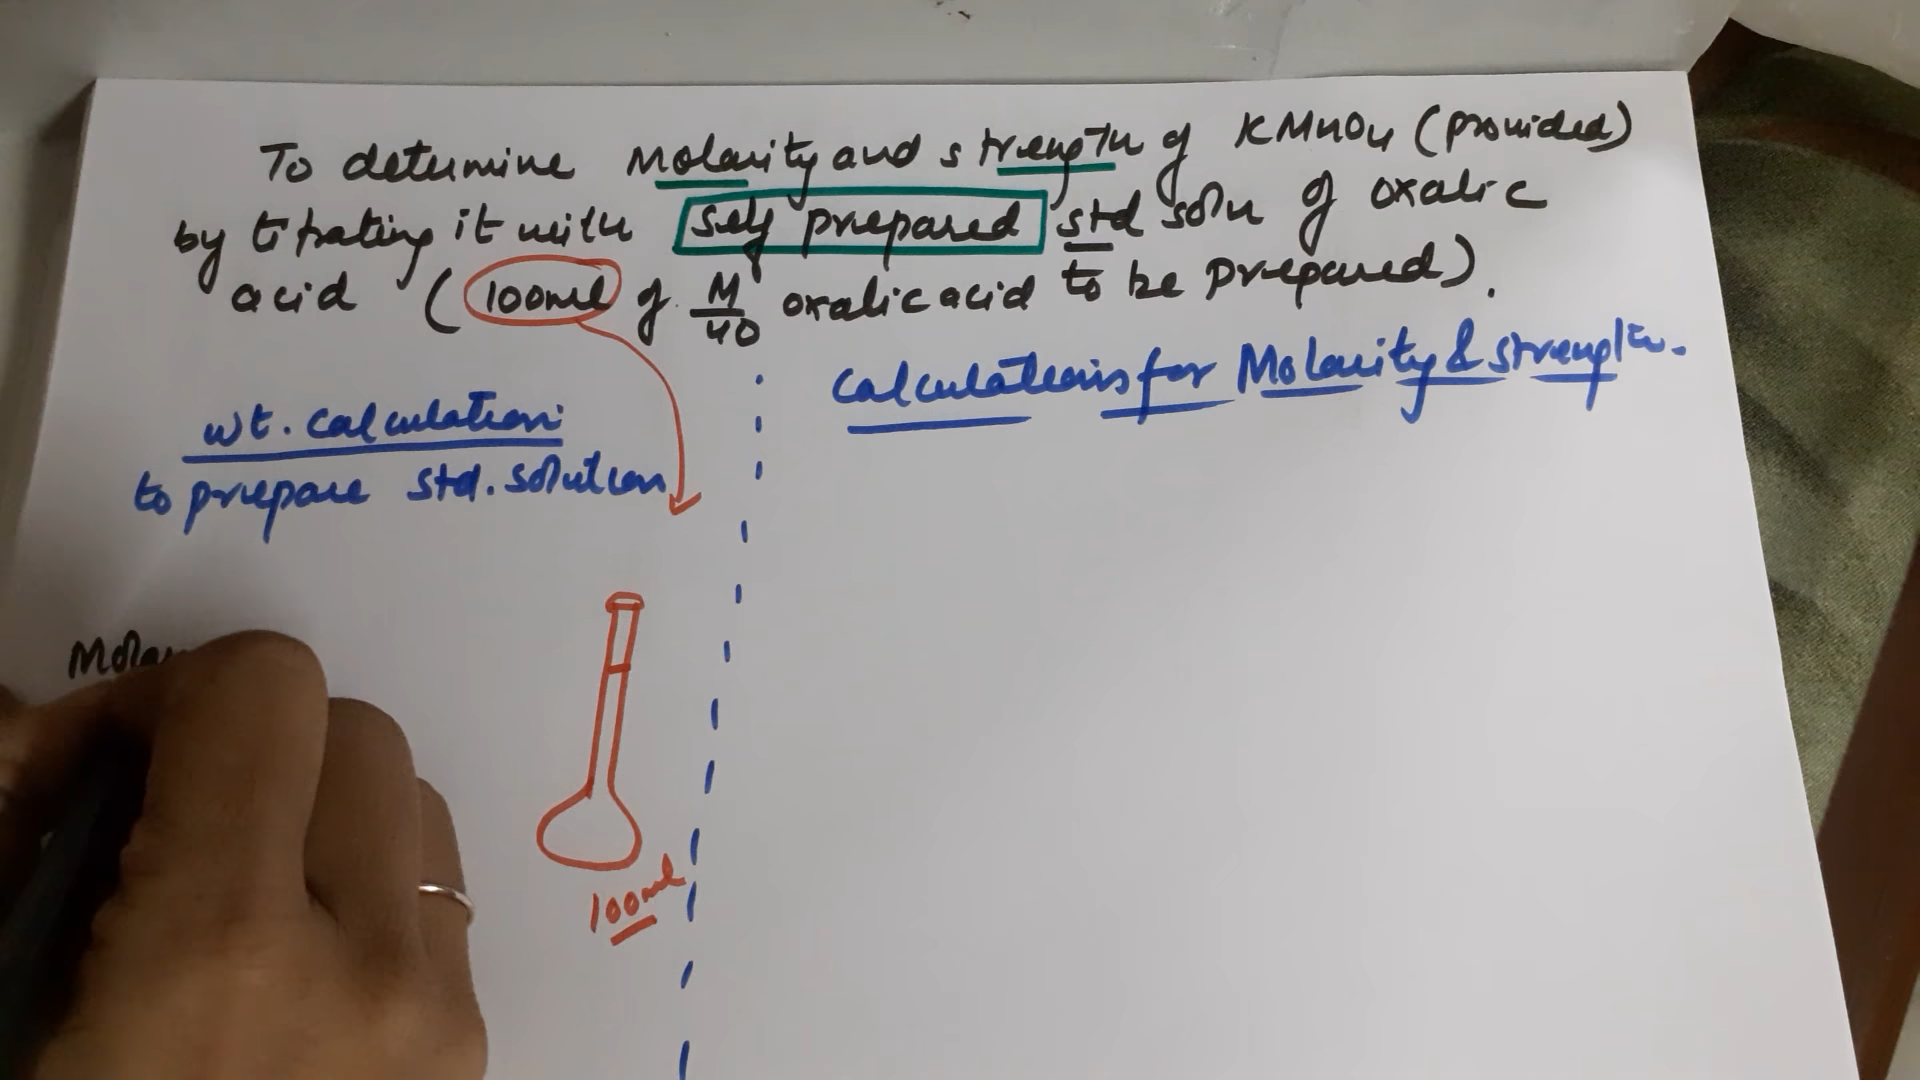 To determine Molarity and strength of KMnO4 (provided)
by titrating it with self prepared std soln of oxalic
acid (100ml of M/40 oxalic acid to be prepared).
wt. calculation
to prepare std. solution
calculations for Molarity & strength.
100ml